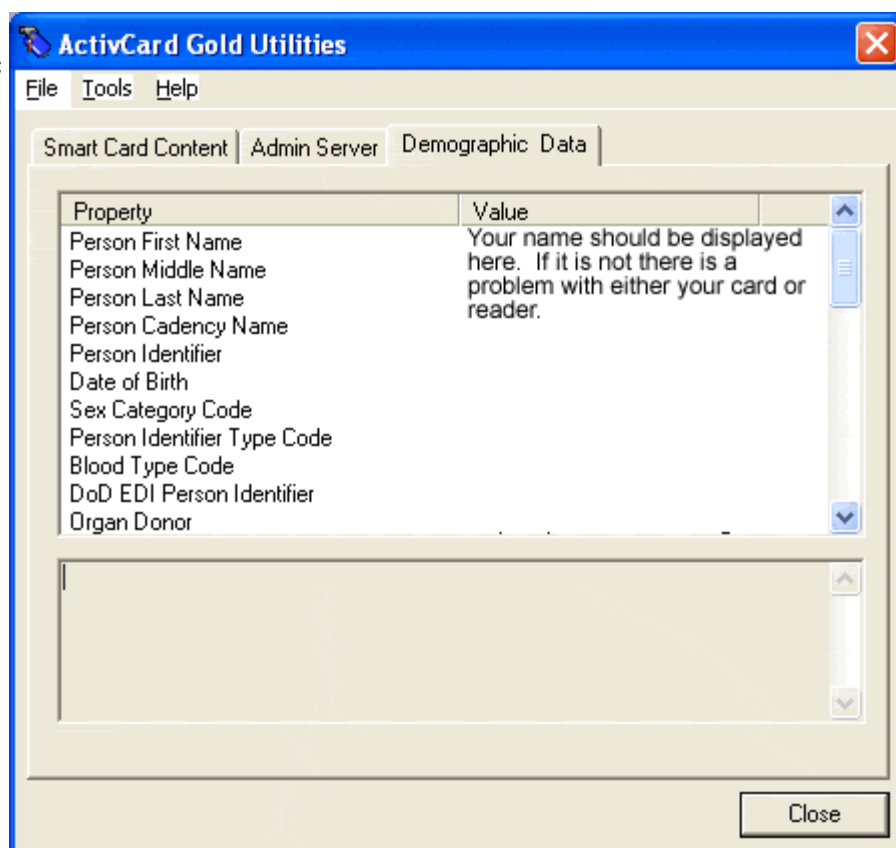 ActivCard Gold Utilities
File Tools Help
Smart Card Content Admin Server Demographic Data
Property Value
Person First Name Your name should be displayed
Person Middle Name here. If it is not there is a
Person Last Name problem with either your card or
Person Cadency Name reader.
Person Identifier
Date of Birth
Sex Category Code
Person Identifier Type Code
Blood Type Code
DoD EDI Person Identifier
Organ Donor
Close